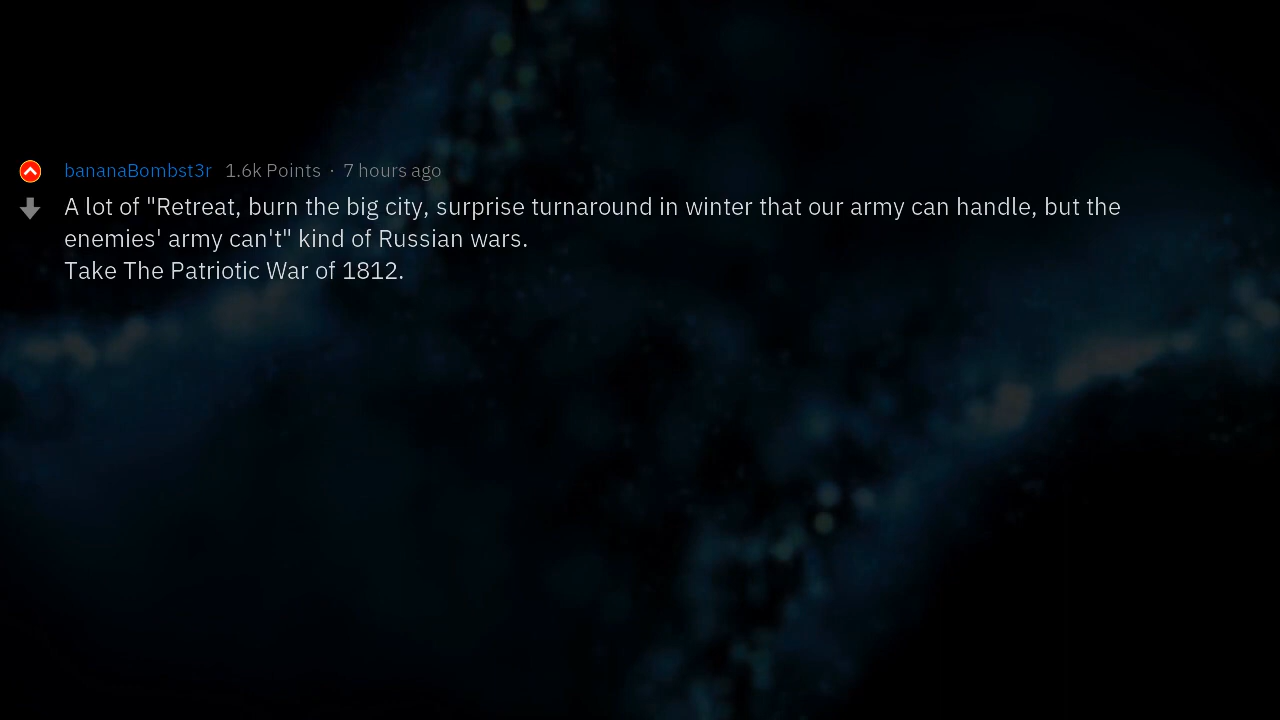 bananaBombst3r 1.6k Points · 7 hours ago
A lot of "Retreat, burn the big city, surprise turnaround in winter that our army can handle, but the
enemies' army can't" kind of Russian wars.
Take The Patriotic War of 1812.